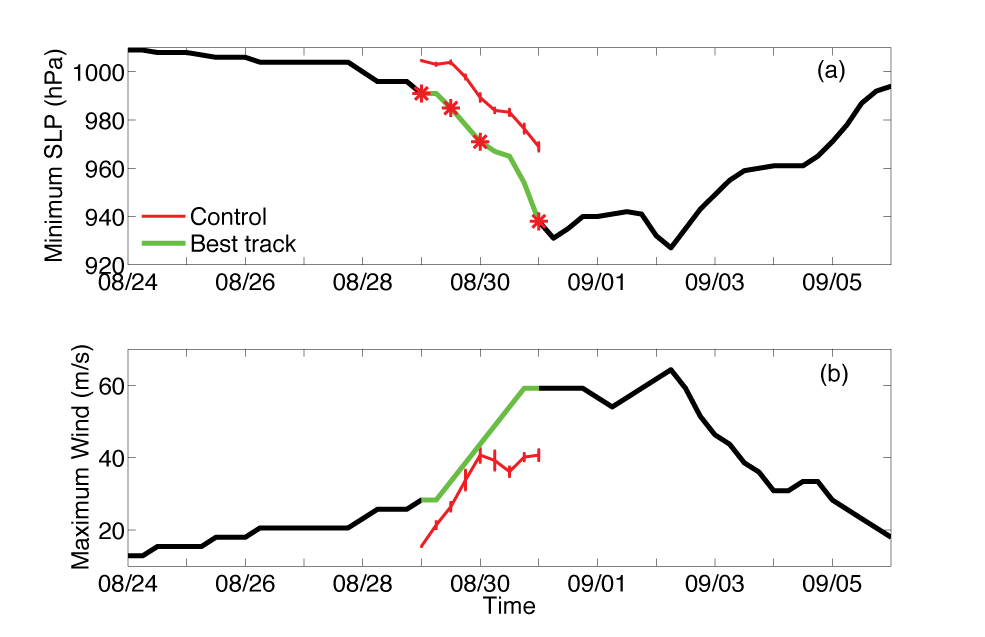 Minimum SLP (hPa)
1000
980
960
940
920
(a)
Control
Best track
08/24 08/26 08/28 08/30 09/01 09/03 09/05
Maximum Wind (m/s)
60
40
20
(b)
08/24 08/26 08/28 08/30 09/01 09/03 09/05
Time